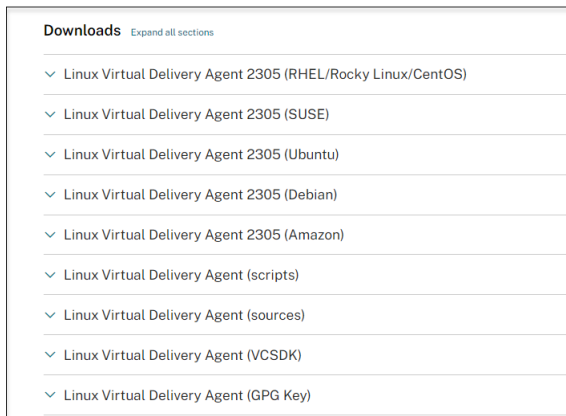 Downloads Expand all sections
Linux Virtual Delivery Agent 2305 (RHEL/Rocky Linux/CentOS)
Linux Virtual Delivery Agent 2305 (SUSE)
Linux Virtual Delivery Agent 2305 (Ubuntu)
Linux Virtual Delivery Agent 2305 (Debian)
Linux Virtual Delivery Agent 2305 (Amazon)
Linux Virtual Delivery Agent (scripts)
Linux Virtual Delivery Agent (sources)
Linux Virtual Delivery Agent (VCSDK)
Linux Virtual Delivery Agent (GPG Key)